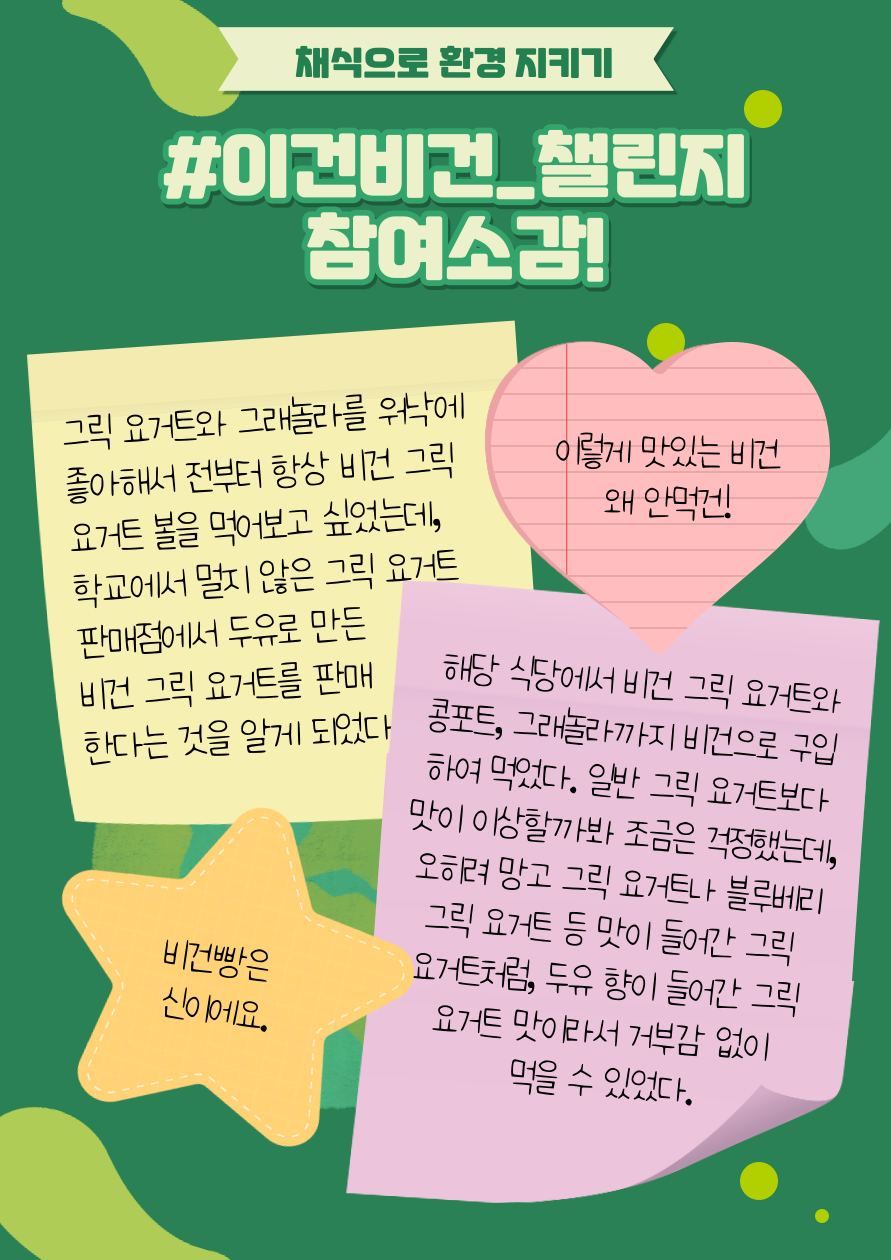 채식으로 환경 지키기
#이건비건_챌린지
참여소감!
그릭 요거트와 그래놀라를 워낙에
좋아해서 전부터 항상 비건 그릭
요거트 볼을 먹어보고 싶었는데,
학교에서 멀지 않은 그릭 요거트
판매점에서 두유로 만든
비건 그릭 요거트를 판매
한다는 것을 알게 되었다
이렇게 맛있는 비건
왜 안먹건!
해당 식당에서 비건 그릭 요거트와
콩포트, 그래놀라까지 비건으로 구입
하여 먹었다. 일반 그릭 요거트보다
맛이 이상할까봐 조금은 걱정했는데,
오히려 망고 그릭 요거트나 블루베리
그릭 요거트 등 맛이 들어간 그릭
요거트처럼, 두유 향이 들어간 그릭
요거트 맛이라서 거부감 없이
먹을 수 있었다.
비건빵은
신이에요.